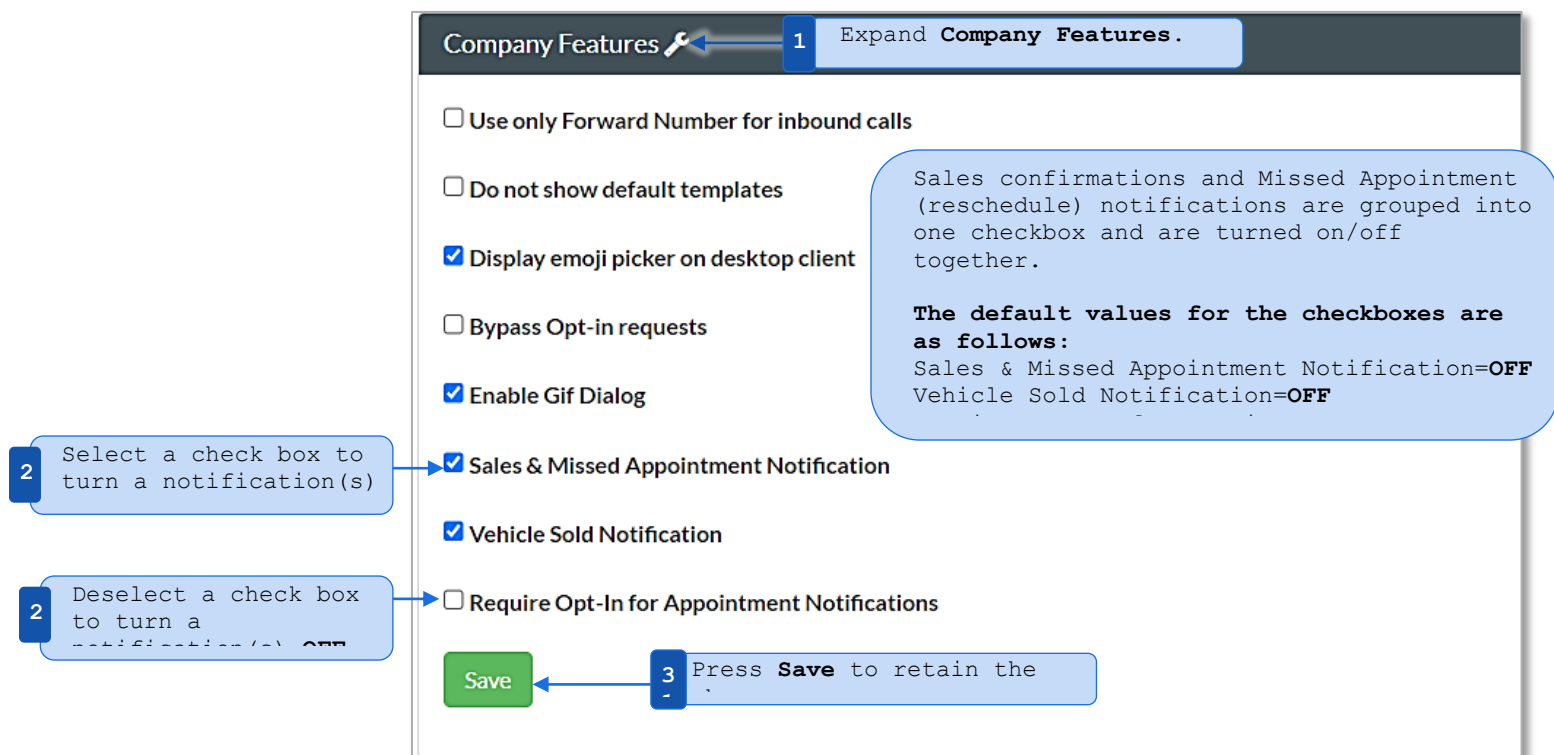 Company Features
1
Expand Company Features.
Use only Forward Number for inbound calls
Do not show default templates
Display emoji picker on desktop client
Bypass Opt-in requests
Enable Gif Dialog
Sales & Missed Appointment Notification
Vehicle Sold Notification
Require Opt-In for Appointment Notifications
Save
Sales confirmations and Missed Appointment
(reschedule) notifications are grouped into
one checkbox and are turned on/off
together.
The default values for the checkboxes are
as follows:
Sales & Missed Appointment Notification=OFF
Vehicle Sold Notification=OFF
2
Select a check box to
turn a notification(s)
2
Deselect a check box
to turn a
notification(s) OFF
3
Press Save to retain the